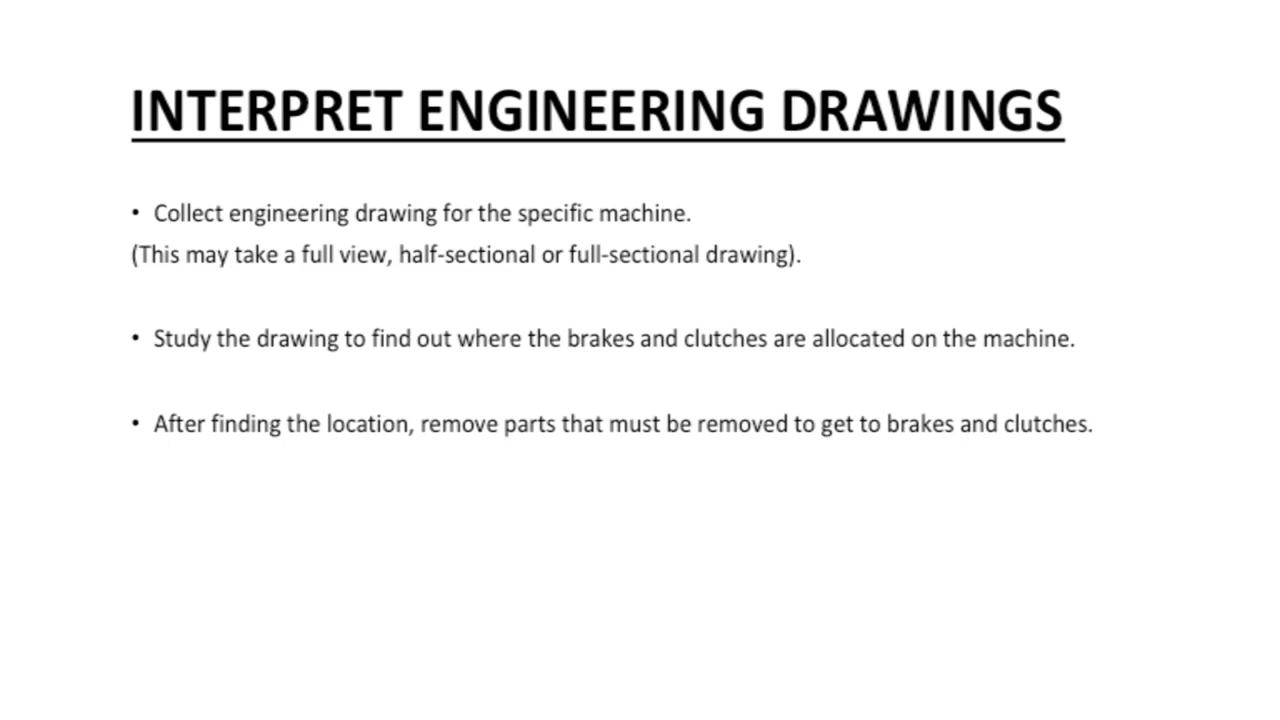 INTERPRET ENGINEERING DRAWINGS
• Collect engineering drawing for the specific machine.
(This may take a full view, half-sectional or full-sectional drawing).
• Study the drawing to find out where the brakes and clutches are allocated on the machine.
• After finding the location, remove parts that must be removed to get to brakes and clutches.